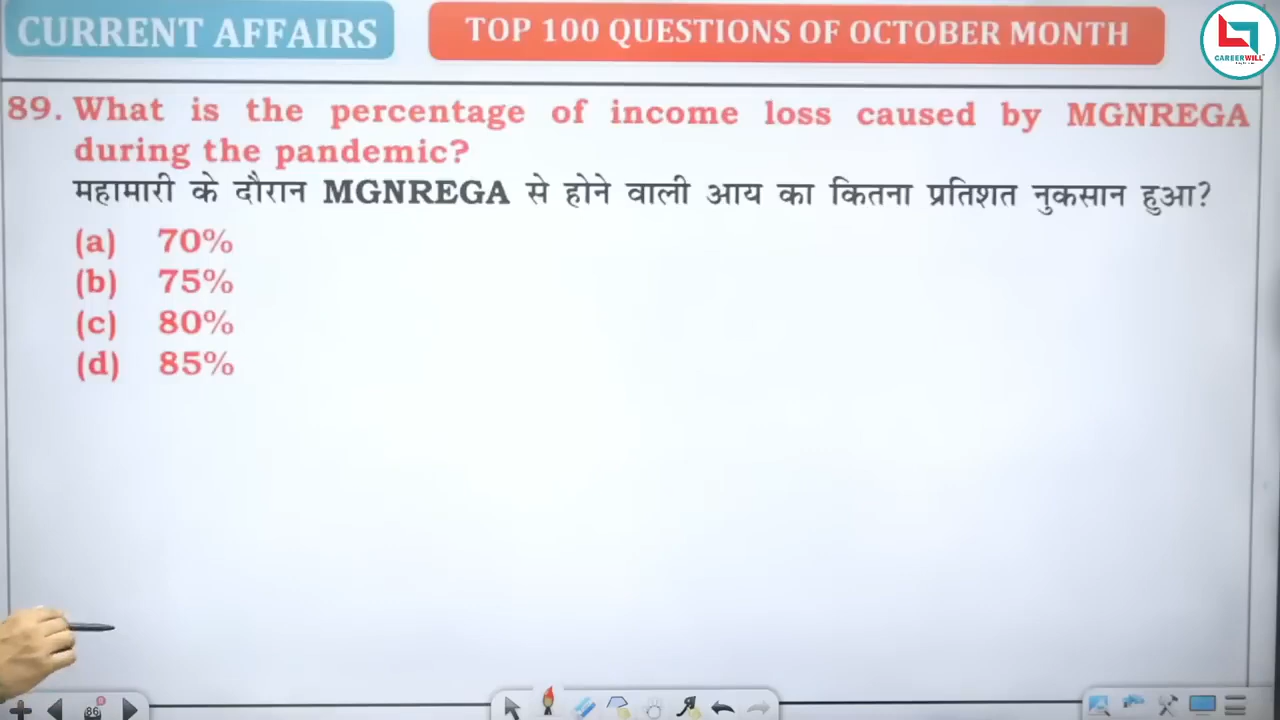 CURRENT AFFAIRS
TOP 100 QUESTIONS OF OCTOBER MONTH
CAREERWILL
89. What is the percentage of income loss caused by MGNREGA
during the pandemic?
महामारी के दौरान MGNREGA से होने वाली आय का कितना प्रतिशत नुकसान हुआ?
(a) 70%
(b) 75%
(c) 80%
(d) 85%
86